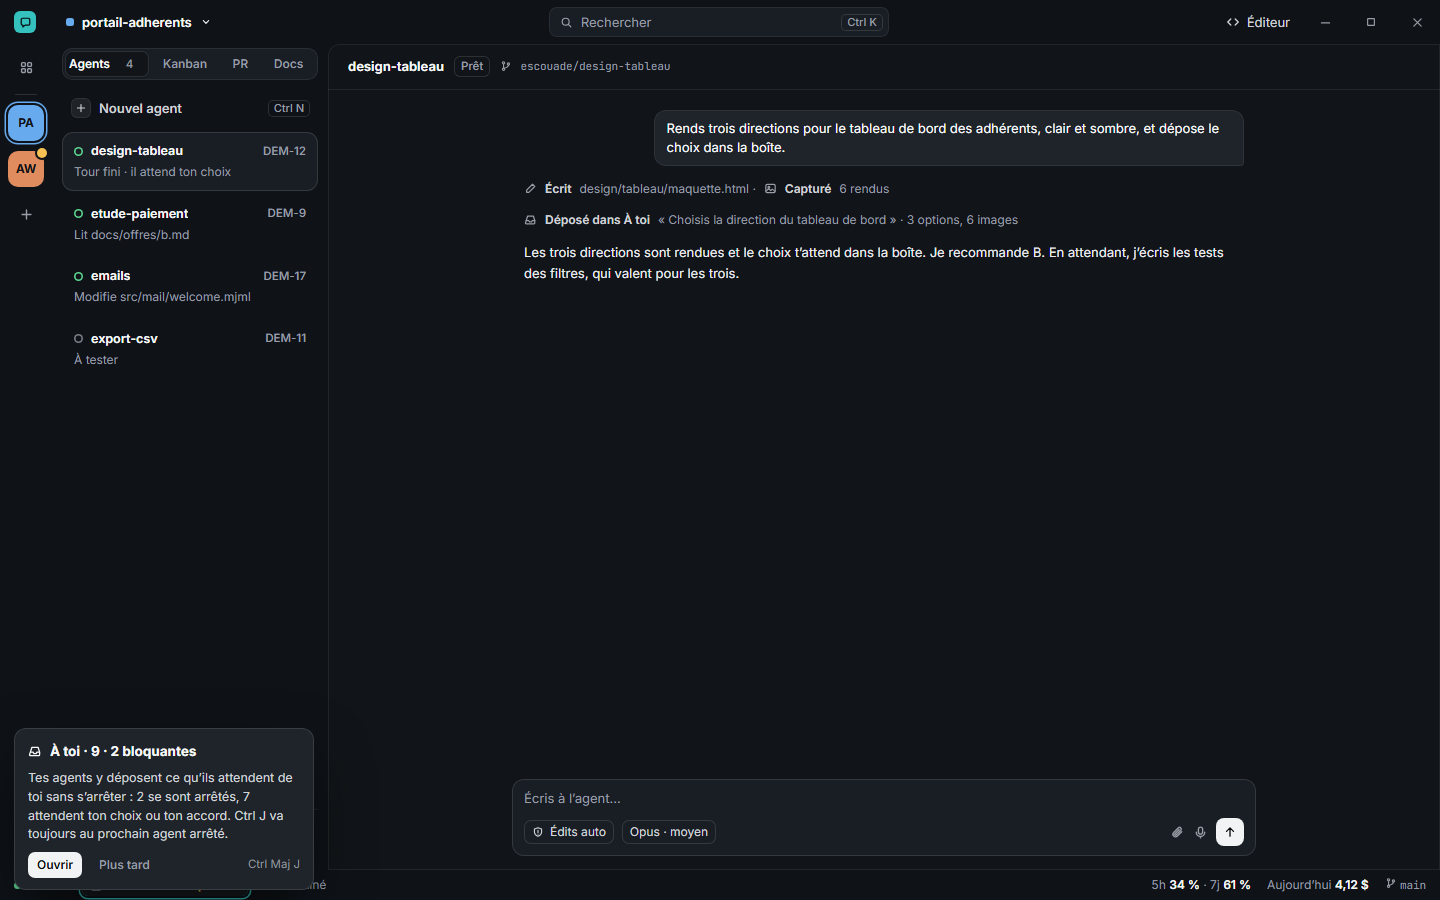 portail-adherents
Rechercher
Ctrl K
Éditeur
Agents 4
Kanban
PR
Docs
design-tableau
Prêt
escouade/design-tableau
PA
AW
Nouvel agent
Ctrl N
design-tableau
DEM-12
Tour fini · il attend ton choix
etude-paiement
DEM-9
Lit docs/offres/b.md
emails
DEM-17
Modifie src/mail/welcome.mjml
export-csv
DEM-11
À tester
Rends trois directions pour le tableau de bord des adhérents, clair et sombre, et dépose le
choix dans la boîte.
Écrit design/tableau/maquette.html · Capturé 6 rendus
Déposé dans À toi « Choisis la direction du tableau de bord » · 3 options, 6 images
Les trois directions sont rendues et le choix t’attend dans la boîte. Je recommande B. En attendant, j’écris les tests
des filtres, qui valent pour les trois.
À toi · 9 · 2 bloquantes
Tes agents y déposent ce qu’ils attendent de
toi sans s’arrêter : 2 se sont arrêtés, 7
attendent ton choix ou ton accord. Ctrl J va
toujours au prochain agent arrêté.
Ouvrir
Plus tard
Ctrl Maj J
Écris à l’agent…
Édits auto
Opus · moyen
5h 34 % · 7j 61 %
Aujourd’hui 4,12 $
main